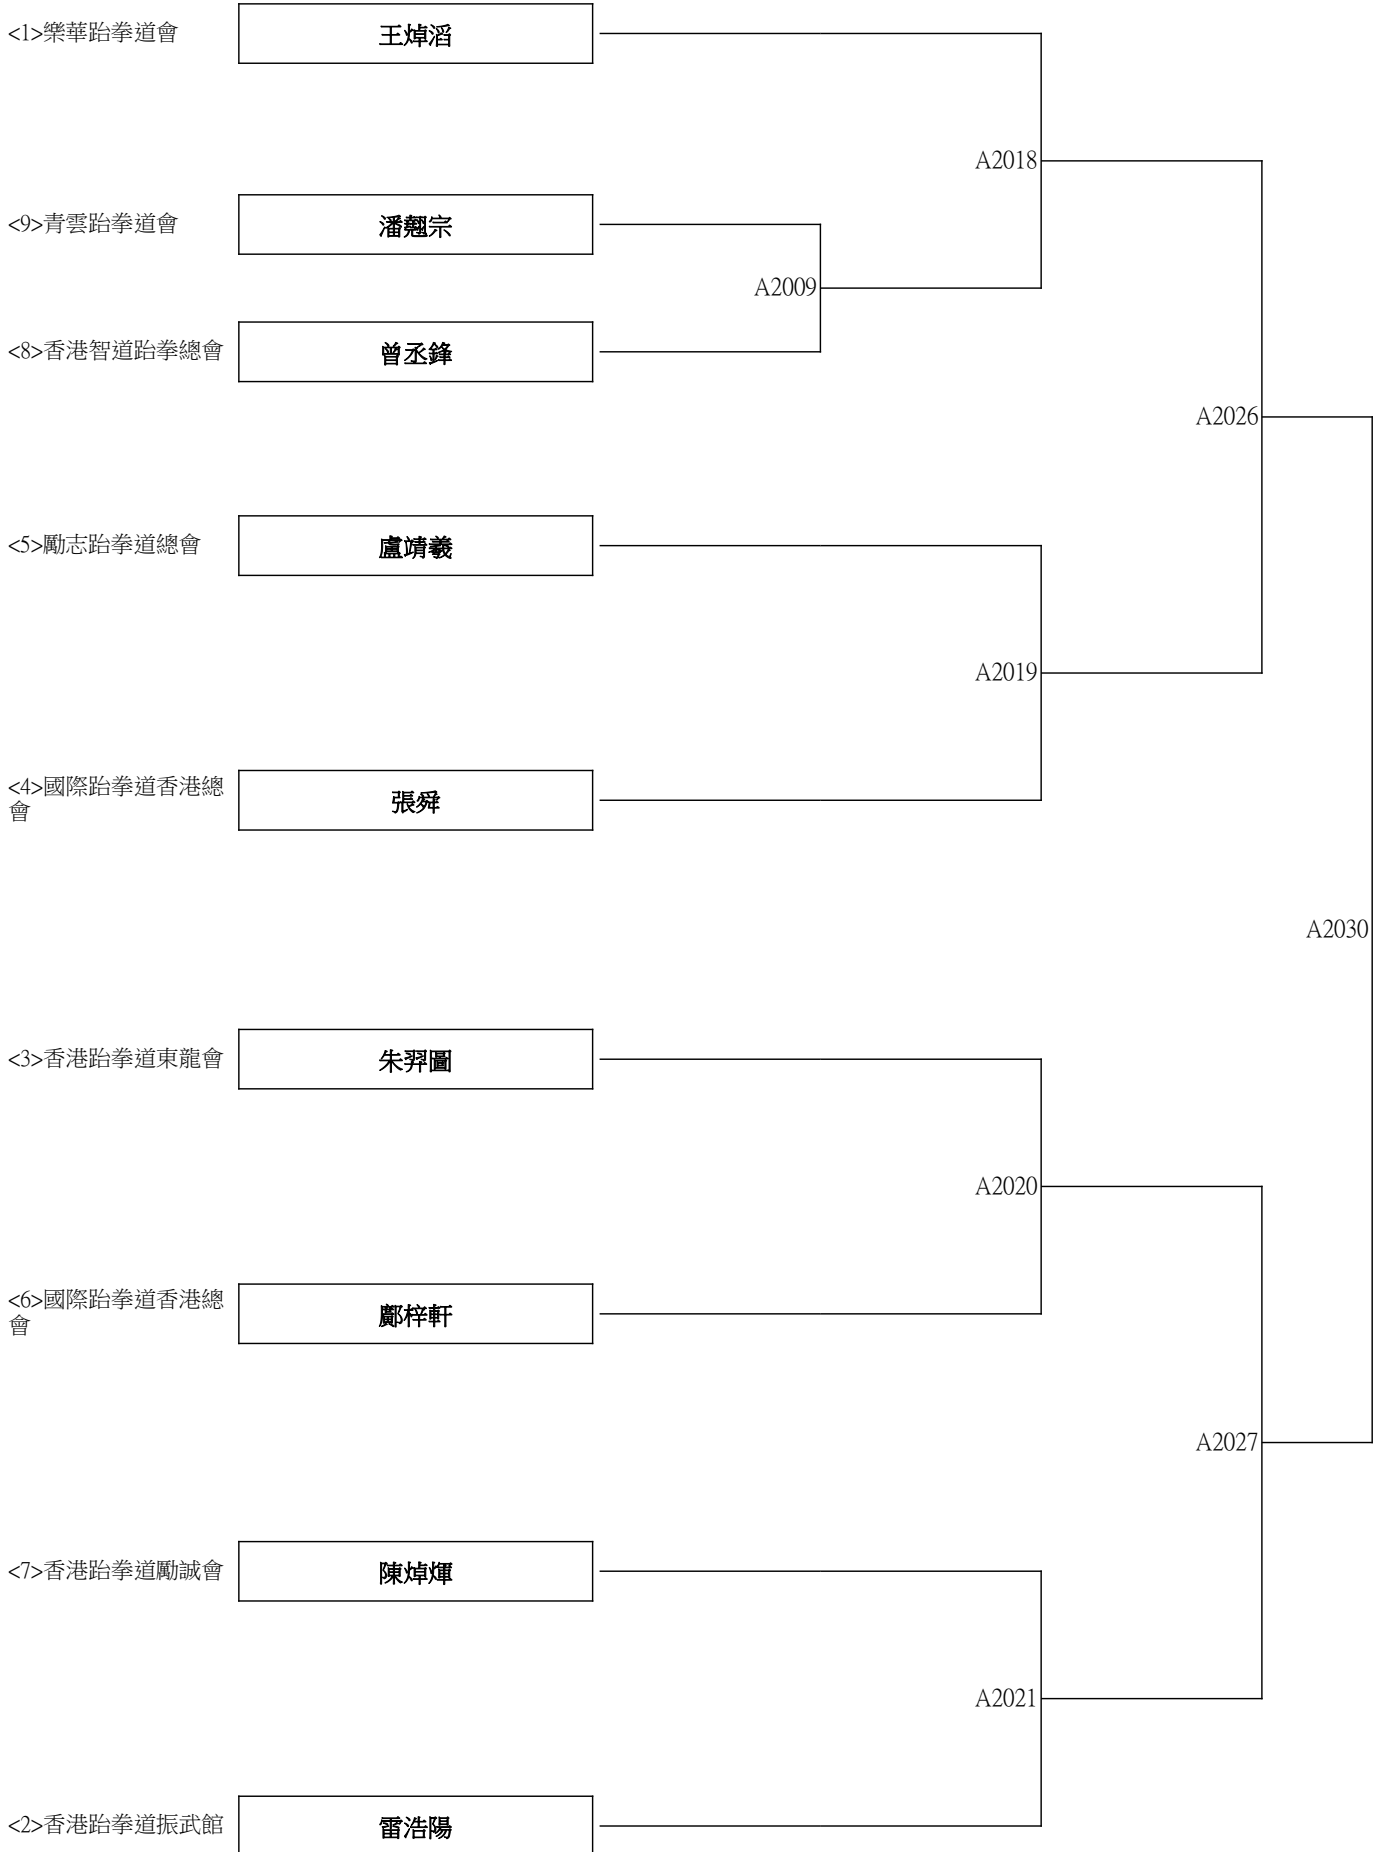 <1>樂華跆拳道會
王焯滔
A2018
<9>青雲跆拳道會
潘翹宗
A2009
<8>香港智道跆拳總會
曾丞鋒
A2026
<5>勵志跆拳道總會
盧靖羲
A2019
<4>國際跆拳道香港總
會
張舜
A2030
<3>香港跆拳道東龍會
朱羿圖
A2020
<6>國際跆拳道香港總
會
鄺梓軒
A2027
<7>香港跆拳道勵誠會
陳焯煇
A2021
<2>香港跆拳道振武館
雷浩陽